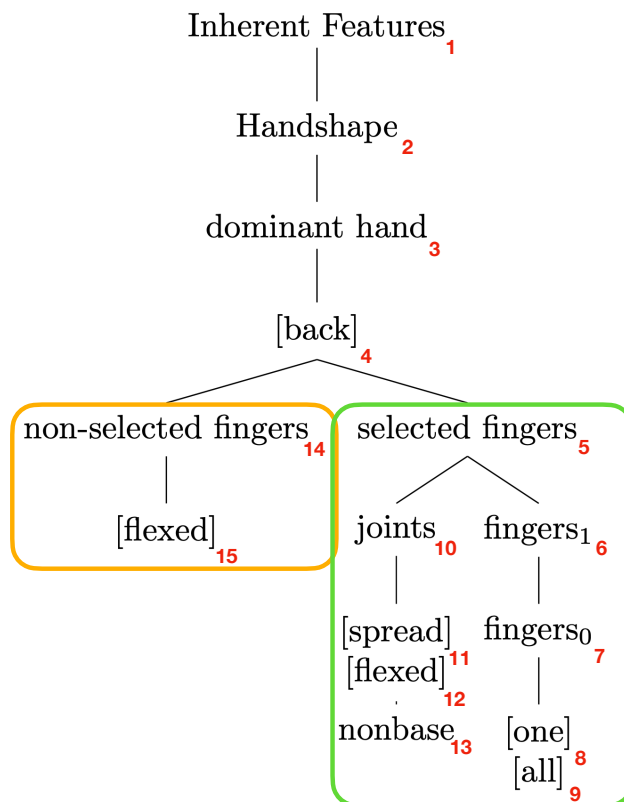 Inherent Features 1
Handshape 2
dominant hand 3
[back] 4
non-selected fingers 14
selected fingers 5
[flexed] 15
joints 10
fingers₁ 6
[spread] 11
fingers₀ 7
[flexed] 12
nonbase 13
[one] 8
[all] 9